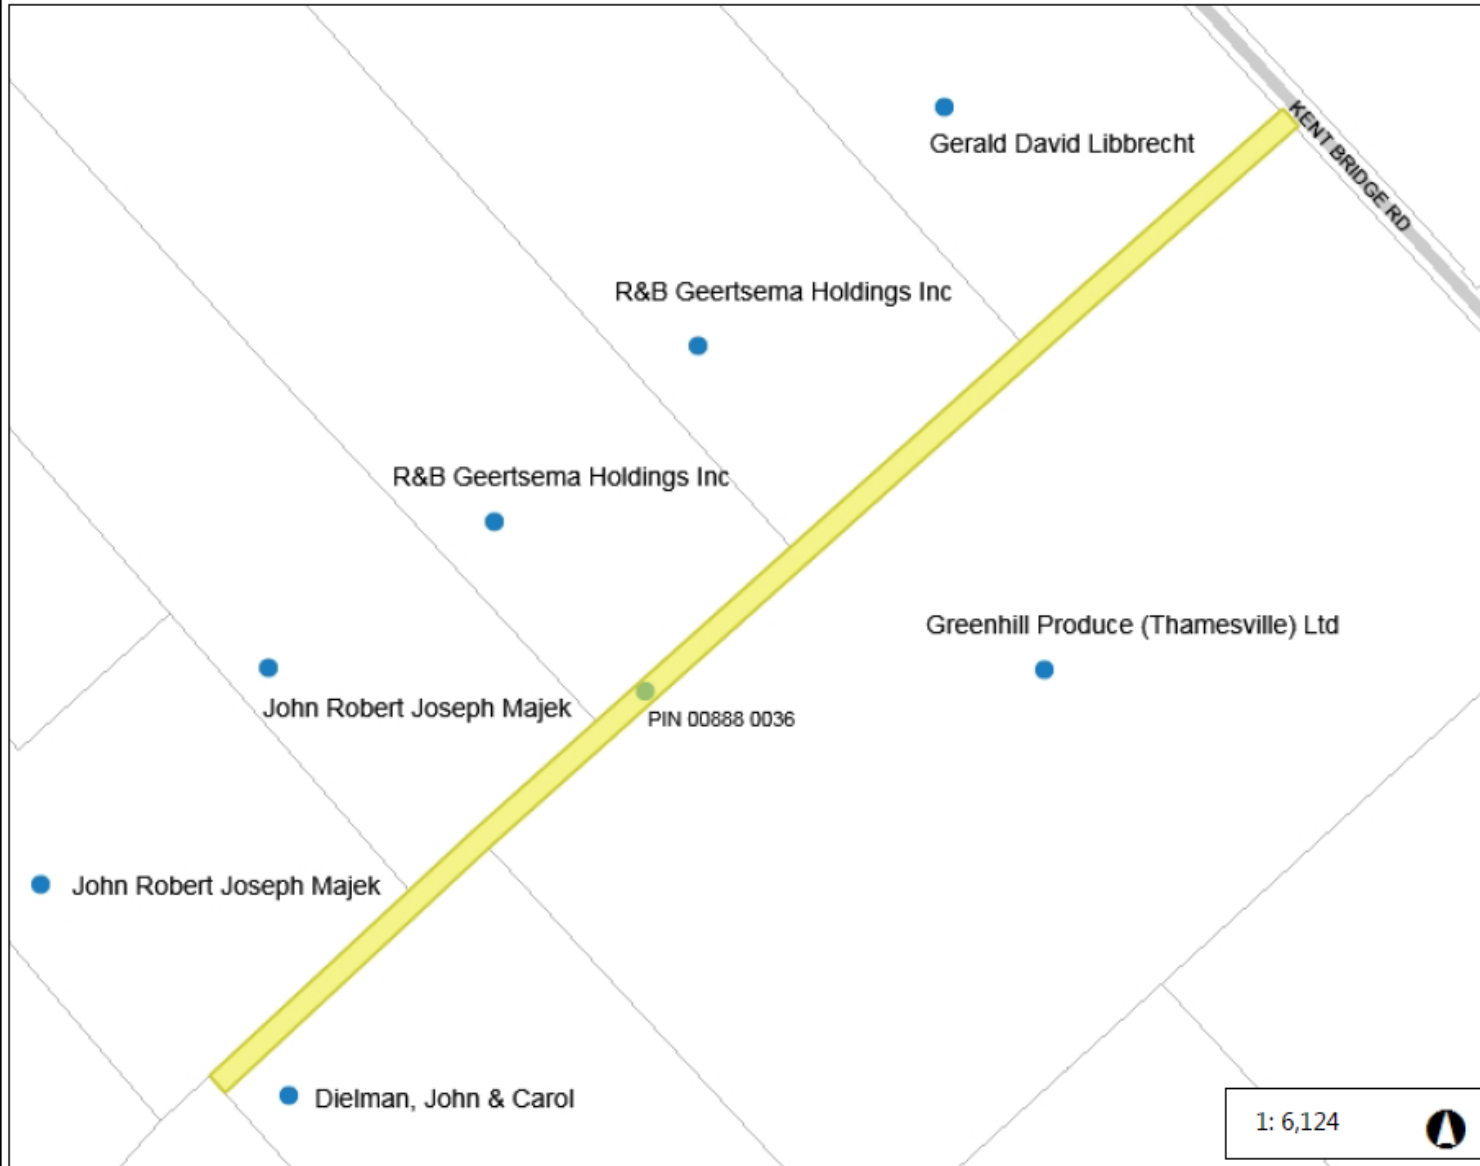 KENT BRIDGE RD
Gerald David Libbrecht
R&B Geertsema Holdings Inc
R&B Geertsema Holdings Inc
Greenhill Produce (Thamesville) Ltd
John Robert Joseph Majek
PIN 00888 0036
John Robert Joseph Majek
Dielman, John & Carol
1: 6,124